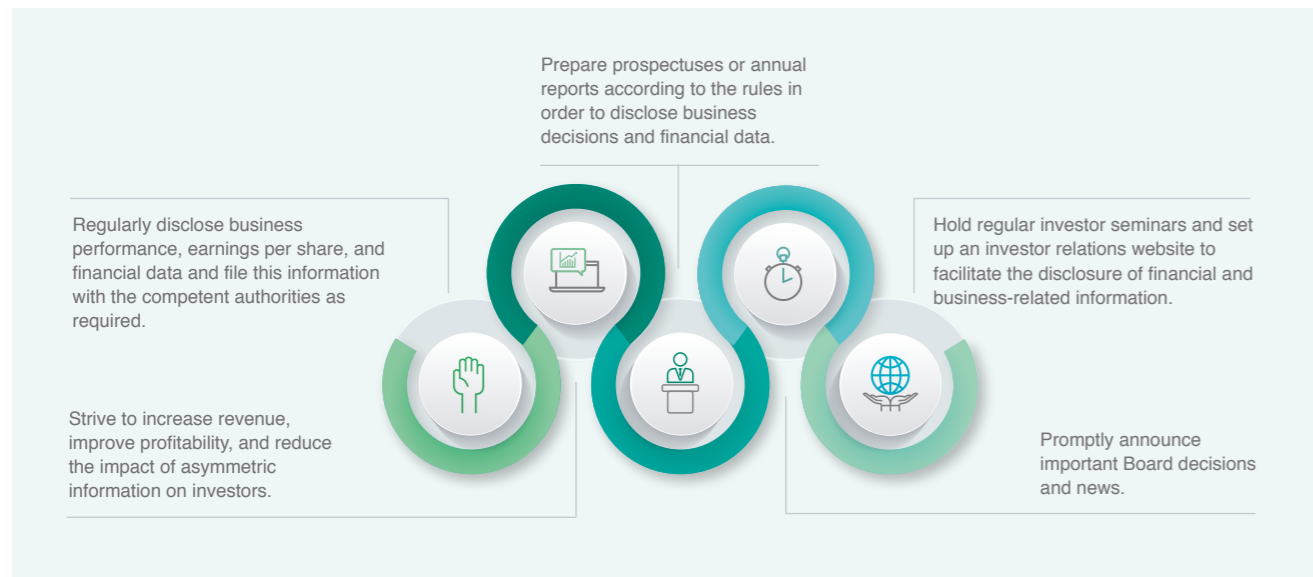 Prepare prospectuses or annual
reports according to the rules in
order to disclose business
decisions and financial data.
Regularly disclose business
performance, earnings per share, and
financial data and file this information
with the competent authorities as
required.
Hold regular investor seminars and set
up an investor relations website to
facilitate the disclosure of financial and
business-related information.
Strive to increase revenue,
improve profitability, and reduce
the impact of asymmetric
information on investors.
Promptly announce
important Board decisions
and news.